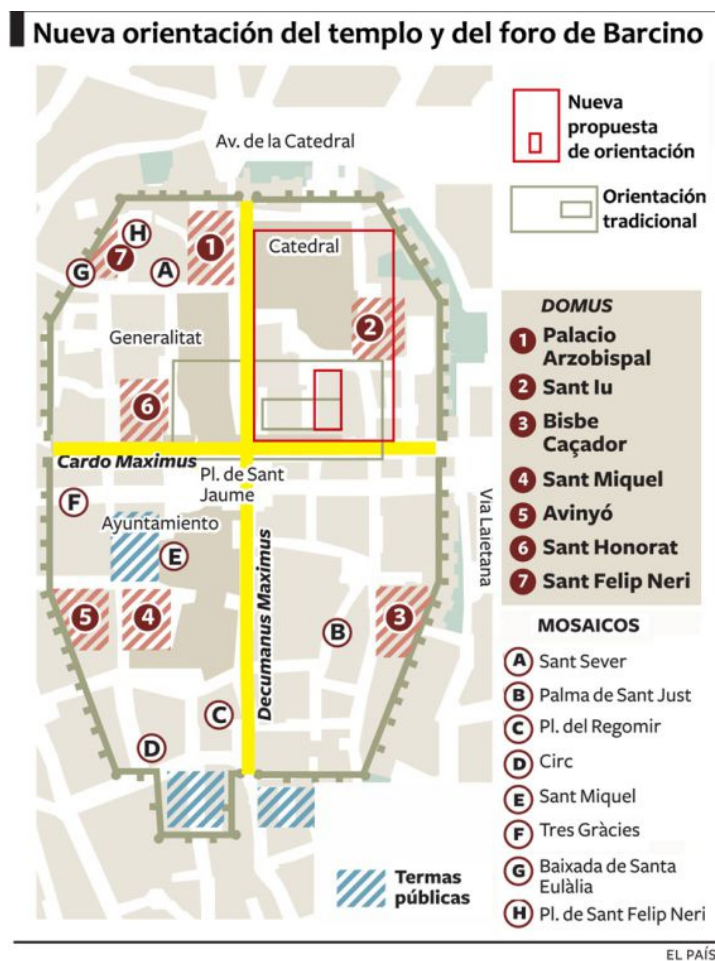 Nueva orientación del templo y del foro de Barcino
Av. de la Catedral
Nueva
propuesta
de orientación
Orientación
tradicional
H
7
G
A
1
Catedral
2
Generalitat
6
Cardo Maximus
Pl. de Sant
Jaume
F
Ayuntamiento
E
Decumanus Maximus
Via Laietana
5
4
3
B
C
D
Termas
públicas
DOMUS
1 Palacio
Arzobispal
2 Sant Iu
3 Bisbe
Caçador
4 Sant Miquel
5 Avinyó
6 Sant Honorat
7 Sant Felip Neri
MOSAICOS
A Sant Sever
B Palma de Sant Just
C Pl. del Regomir
D Circ
E Sant Miquel
F Tres Gràcies
G Baixada de Santa
Eulàlia
H Pl. de Sant Felip Neri
EL PAÍS